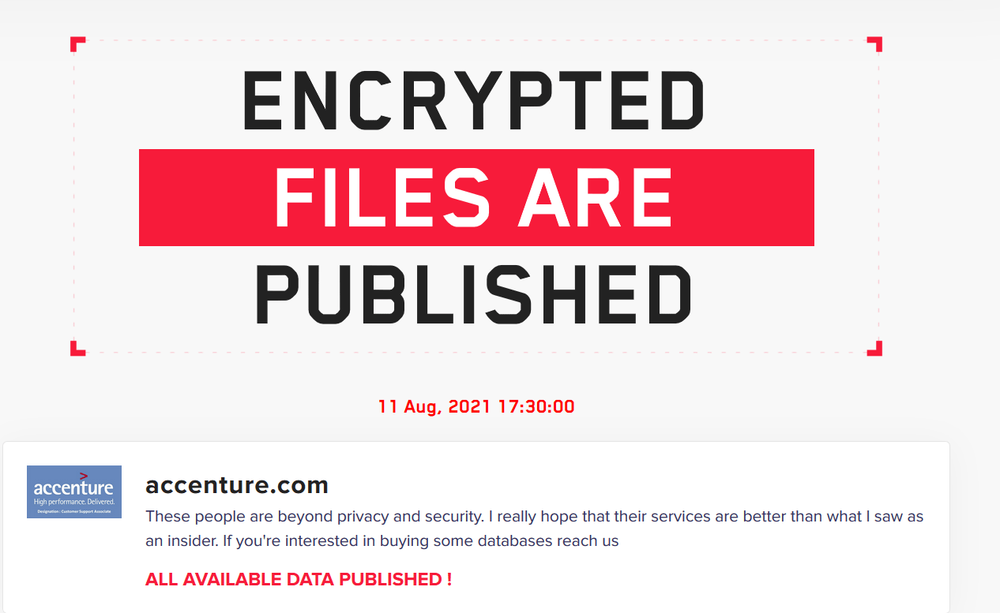 ENCRYPTED
FILES ARE
PUBLISHED
11 Aug, 2021 17:30:00
>
accenture
High performance. Delivered.
Designation : Customer Support Associate
accenture.com
These people are beyond privacy and security. I really hope that their services are better than what I saw as
an insider. If you're interested in buying some databases reach us
ALL AVAILABLE DATA PUBLISHED !